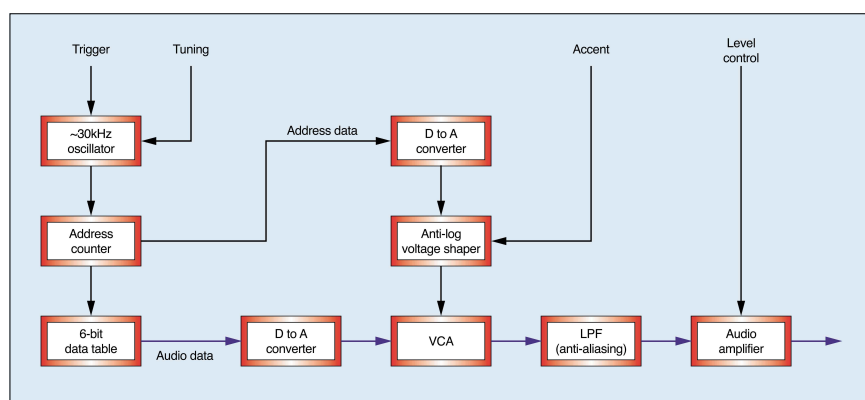 Trigger
Tuning
Accent
Level
control
~30kHz
oscillator
Address data
D to A
converter
Address
counter
Anti-log
voltage shaper
6-bit
data table
Audio data
D to A
converter
VCA
LPF
(anti-aliasing)
Audio
amplifier